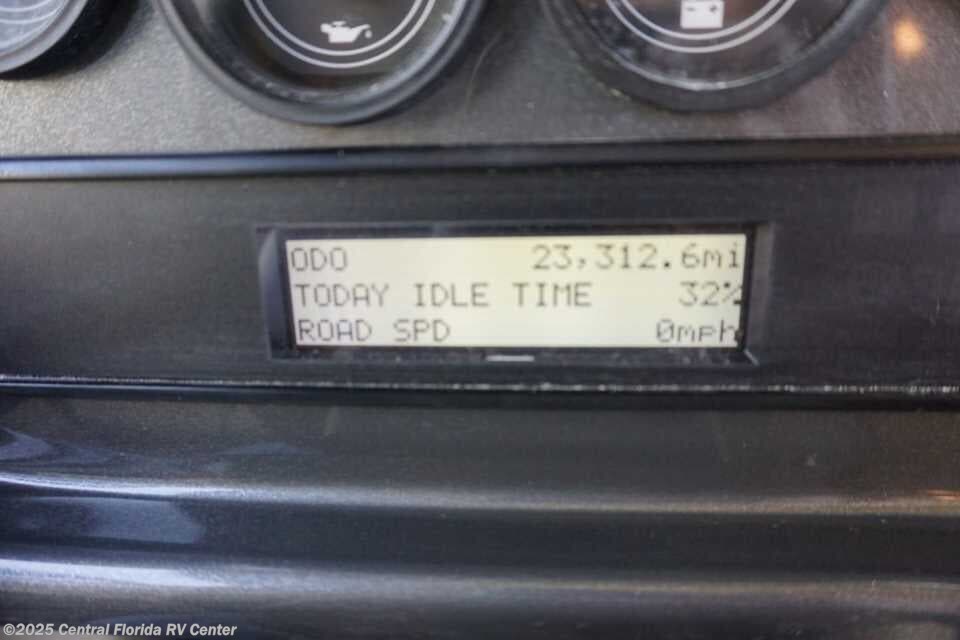 ODO 23,312.6mi
TODAY IDLE TIME 32%
ROAD SPD 0mph
©2025 Central Florida RV Center